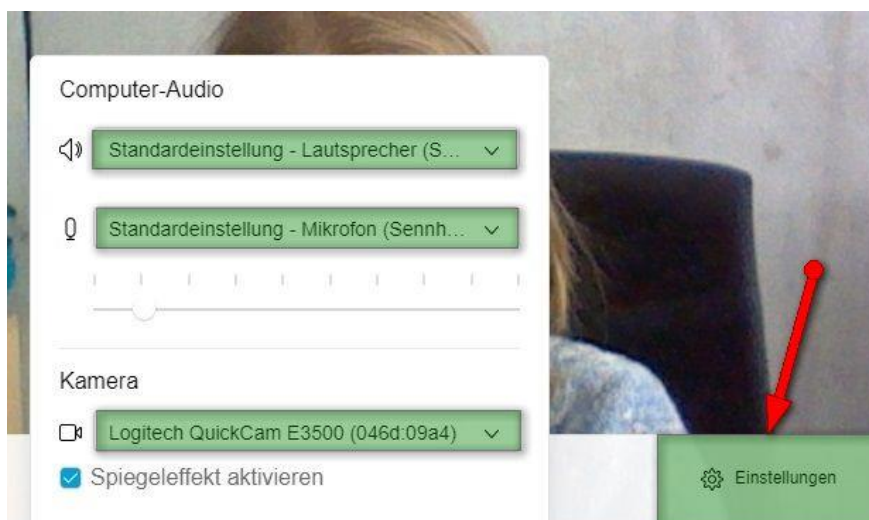 Computer-Audio
Standardeinstellung - Lautsprecher (S...
Standardeinstellung - Mikrofon (Sennh...
Kamera
Logitech QuickCam E3500 (046d:09a4)
Spiegeleffekt aktivieren
Einstellungen